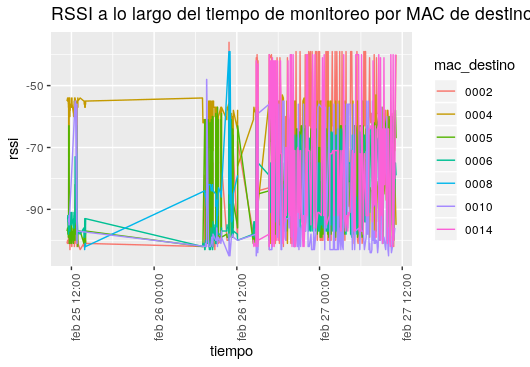 RSSI a lo largo del tiempo de monitoreo por MAC de destino
rssi
-50
-70
-90
feb 25 12:00
feb 26 00:00
feb 26 12:00
feb 27 00:00
feb 27 12:00
tiempo
mac_destino
0002
0004
0005
0006
0008
0010
0014